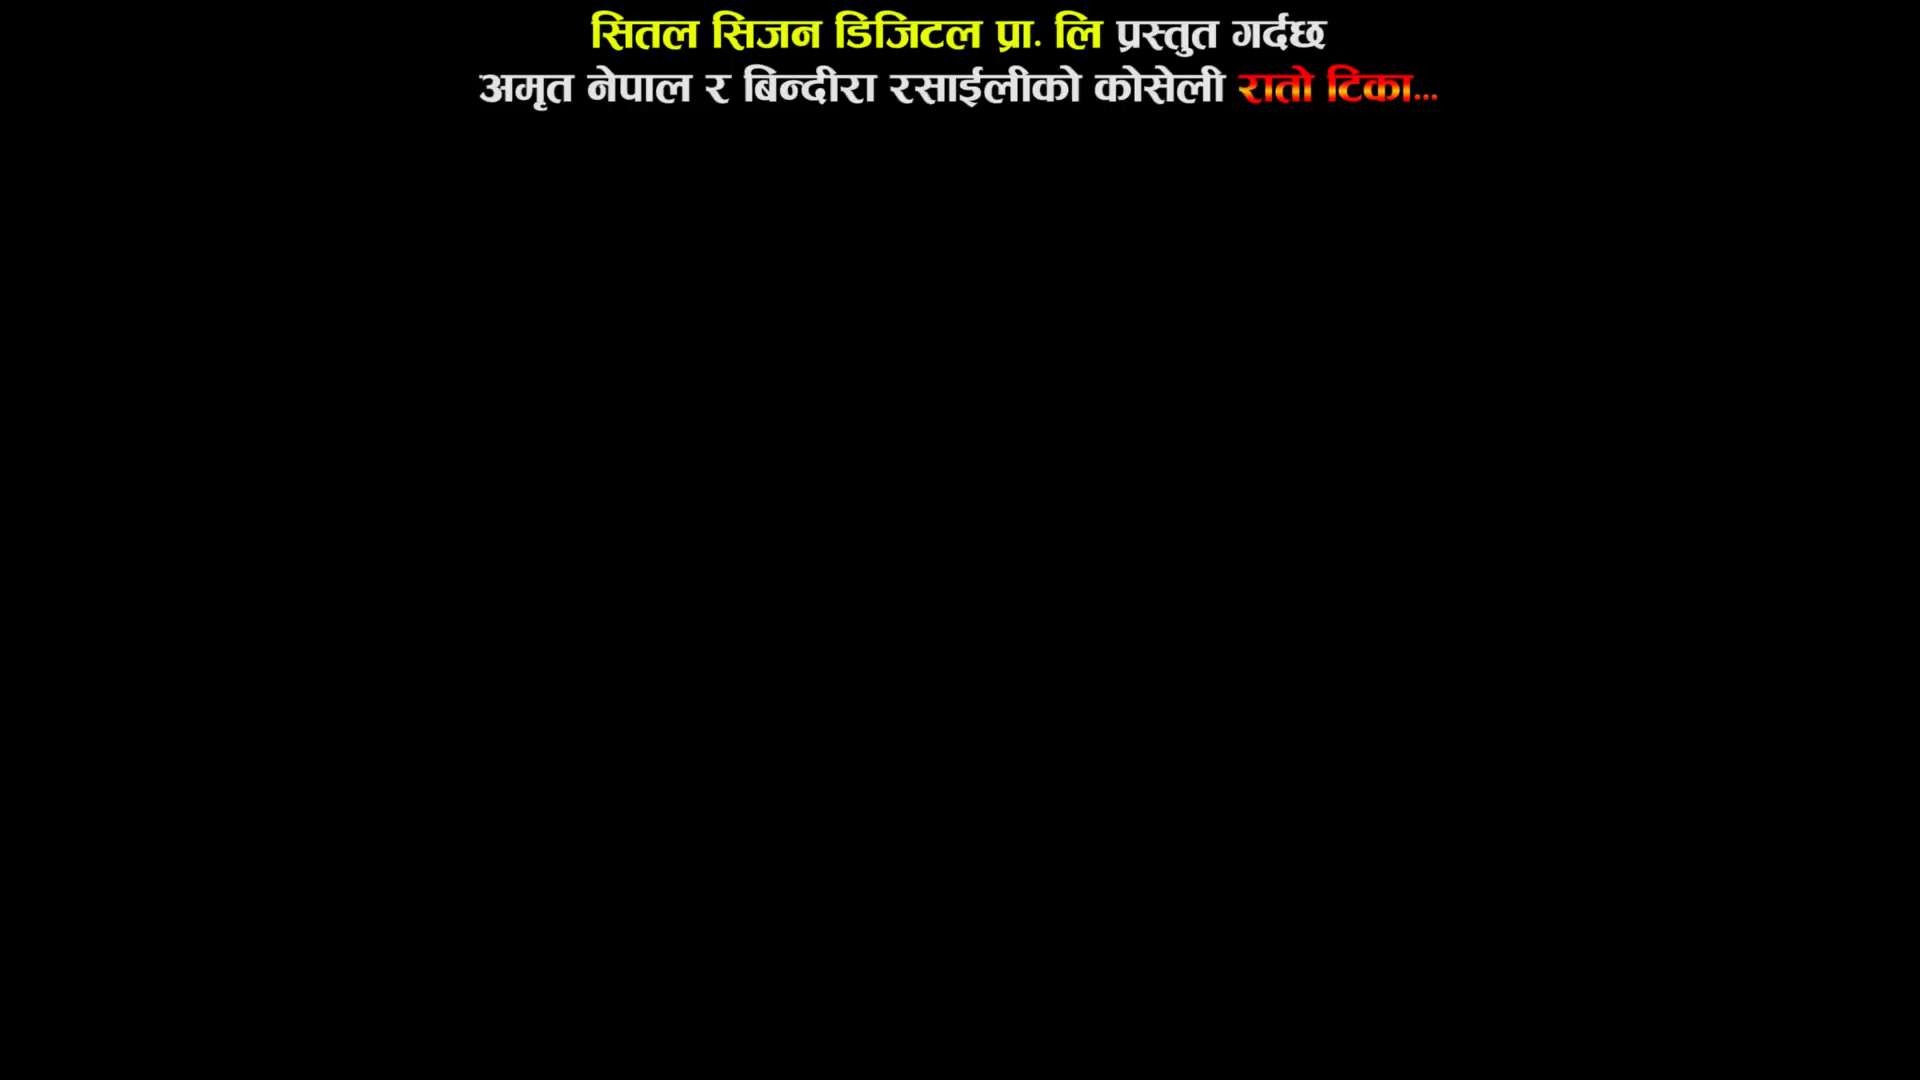 सितल सिजन डिजिटल प्रा. लि प्रस्तुत गर्दछ
अमृत नेपाल र बिन्दीरा रसाईलीको कोसेली रातो टिका...